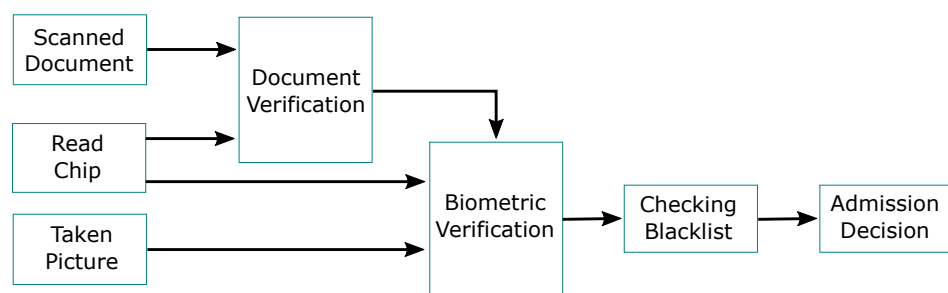 Scanned
Document
Document
Verification
Read
Chip
Biometric
Verification
Checking
Blacklist
Admission
Decision
Taken
Picture